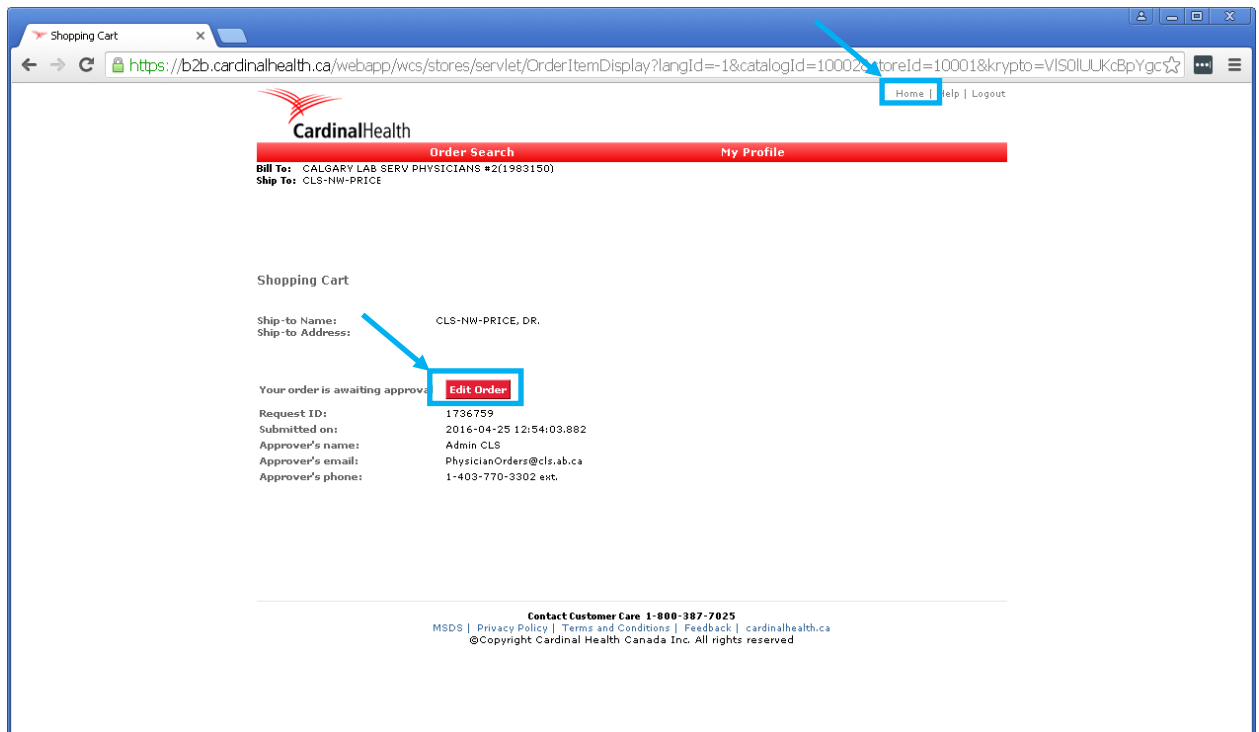 Shopping Cart
https://b2b.cardinalhealth.ca/webapp/wcs/stores/servlet/OrderItemDisplay?langId=-1&catalogId=10002&storeId=10001&krypto=VlS0lUUKcBpYgc
Home | Help | Logout
CardinalHealth
Order Search My Profile
Bill To: CALGARY LAB SERV PHYSICIANS #2(1983150)
Ship To: CLS-NW-PRICE
Shopping Cart
Ship-to Name: CLS-NW-PRICE, DR.
Ship-to Address:
Your order is awaiting approva Edit Order
Request ID: 1736759
Submitted on: 2016-04-25 12:54:03.882
Approver's name: Admin CLS
Approver's email: PhysicianOrders@cls.ab.ca
Approver's phone: 1-403-770-3302 ext.
Contact Customer Care 1-800-387-7025
MSDS | Privacy Policy | Terms and Conditions | Feedback | cardinalhealth.ca
©Copyright Cardinal Health Canada Inc. All rights reserved